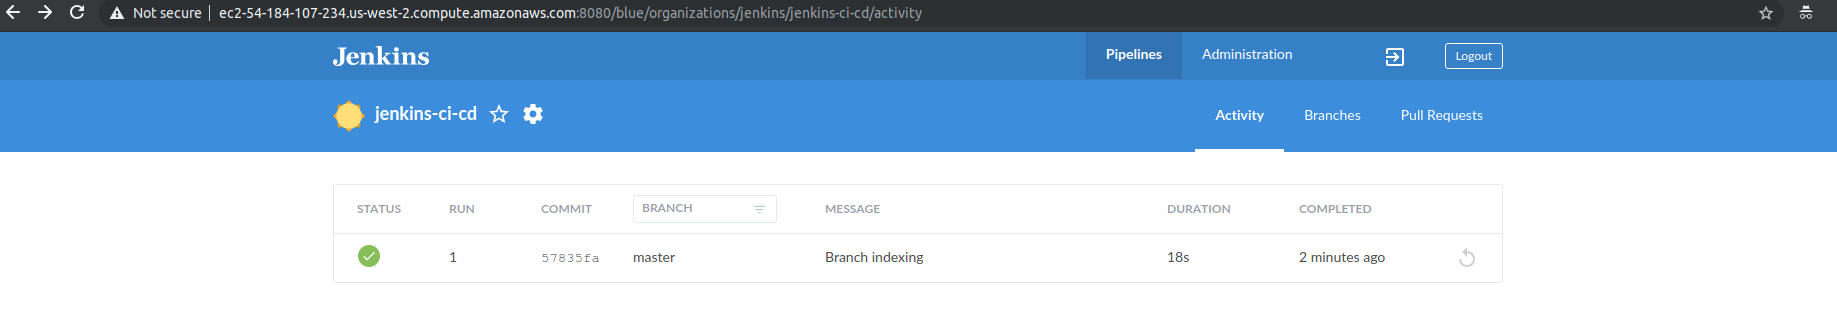 Not secure | ec2-54-184-107-234.us-west-2.compute.amazonaws.com:8080/blue/organizations/jenkins/jenkins-ci-cd/activity
Jenkins Pipelines Administration Logout
jenkins-ci-cd Activity Branches Pull Requests
STATUS RUN COMMIT BRANCH MESSAGE DURATION COMPLETED
1 57835fa master Branch indexing 18s 2 minutes ago